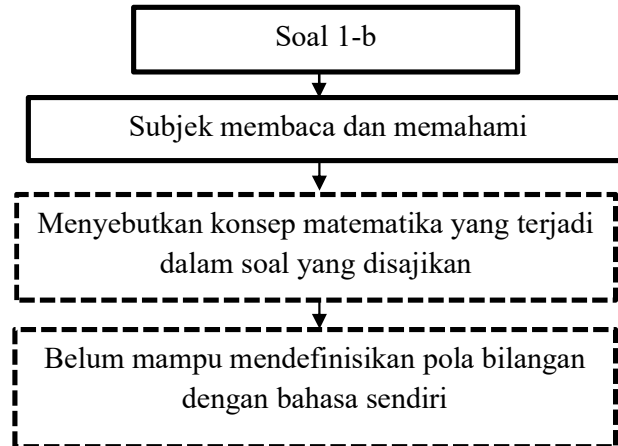 Soal 1-b
Subjek membaca dan memahami
Menyebutkan konsep matematika yang terjadi
dalam soal yang disajikan
Belum mampu mendefinisikan pola bilangan
dengan bahasa sendiri